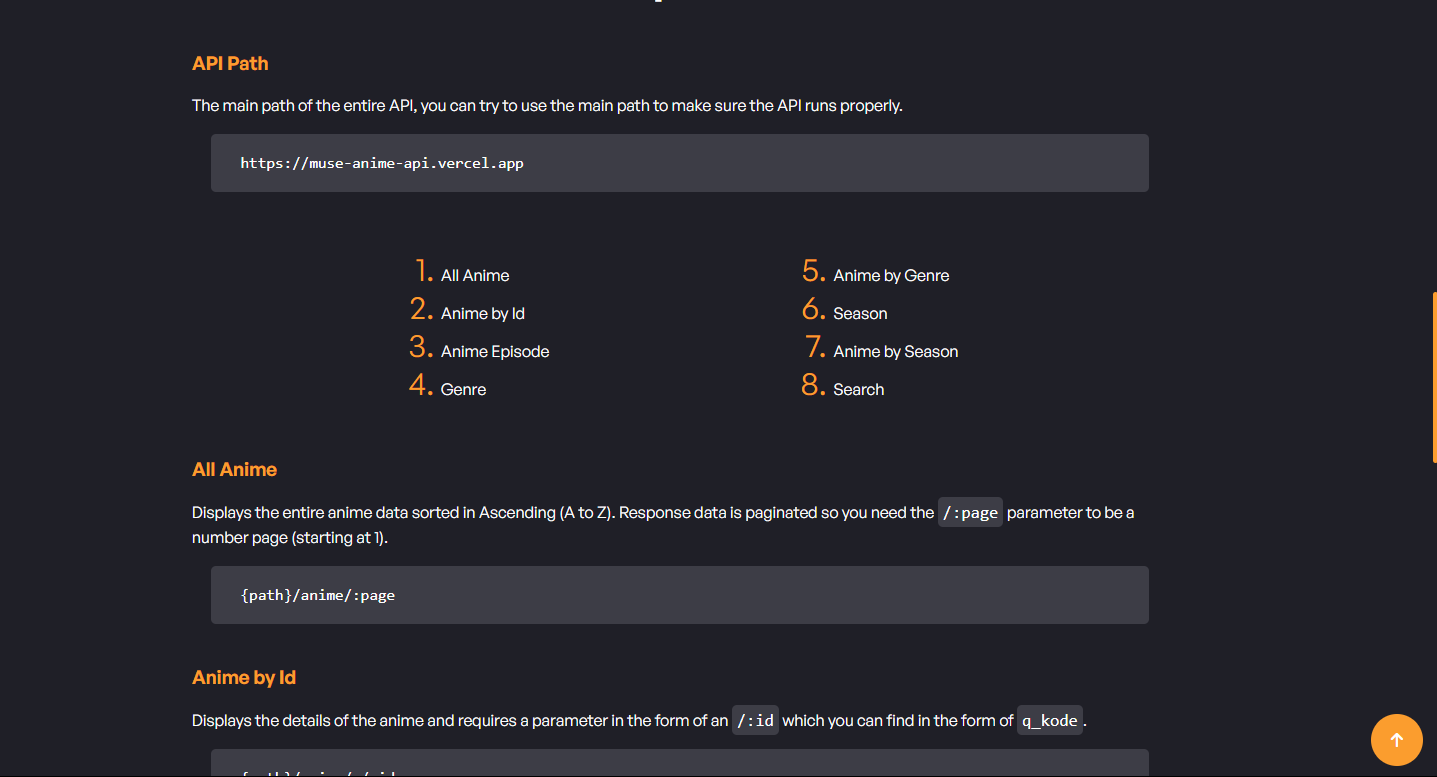 API Path
The main path of the entire API, you can try to use the main path to make sure the API runs properly.
https://muse-anime-api.vercel.app
1. All Anime
2. Anime by Id
3. Anime Episode
4. Genre
5. Anime by Genre
6. Season
7. Anime by Season
8. Search
All Anime
Displays the entire anime data sorted in Ascending (A to Z). Response data is paginated so you need the /:page parameter to be a
number page (starting at 1).
{path}/anime/:page
Anime by Id
Displays the details of the anime and requires a parameter in the form of an /:id which you can find in the form of q_kode.